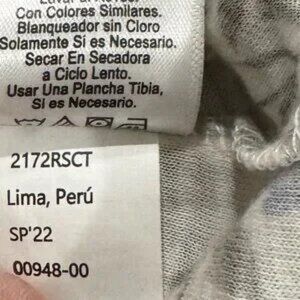 Con Colores Similares.
Blanqueador sin Cloro
Solamente Si es Necesario.
Secar En Secadora
a Ciclo Lento.
Usar Una Plancha Tibia,
Si es Necesario.
2172RSCT
Lima, Perú
SP'22
00948-00